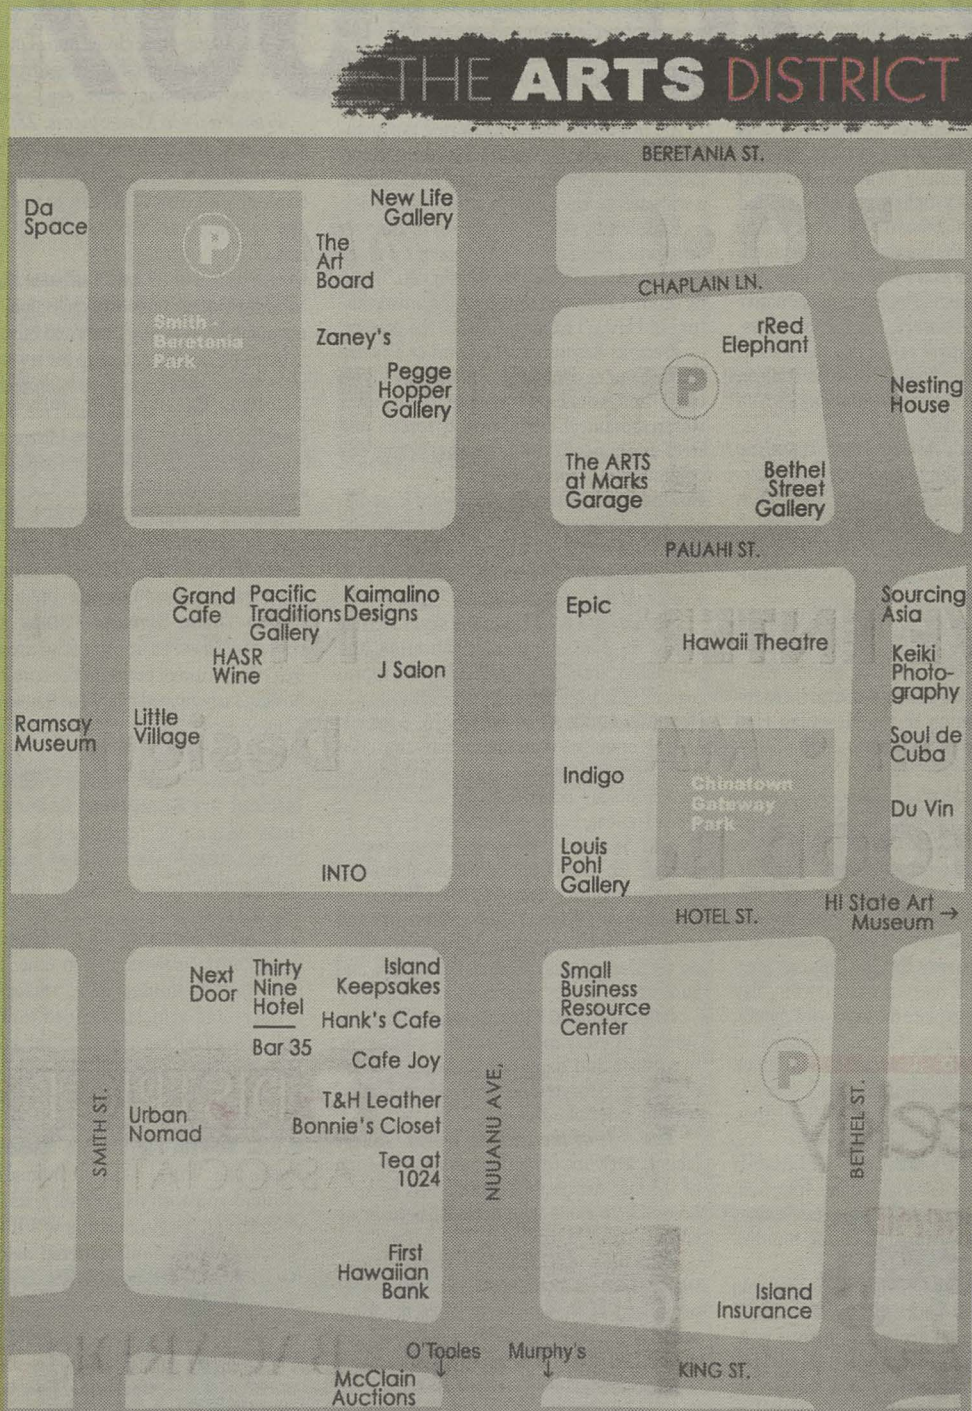 THE ARTS DISTRICT
BERETANIA ST.
Da
Space
P
Smith -
Beretania
Park
New Life
Gallery
The
Art
Board
Zaney's
Pegge
Hopper
Gallery
CHAPLAIN LN.
rRed
Elephant
P
The ARTS
at Marks
Garage
Bethel
Street
Gallery
Nesting
House
PAUAHI ST.
Ramsay
Museum
Grand
Cafe
Pacific
Traditions
Gallery
Kaimalino
Designs
HASR
Wine
J Salon
Little
Village
INTO
Epic
Hawaii Theatre
Indigo
Chinatown
Gateway
Park
Louis
Pohl
Gallery
Sourcing
Asia
Keiki
Photo-
graphy
Soul de
Cuba
Du Vin
HOTEL ST.
HI State Art
Museum →
Next
Door
Thirty
Nine
Hotel
Bar 35
Island
Keepsakes
Hank's Cafe
Cafe Joy
T&H Leather
Bonnie's Closet
Tea at
1024
Urban
Nomad
First
Hawaiian
Bank
SMITH ST.
NUUANU AVE.
Small
Business
Resource
Center
P
BETHEL ST.
Island
Insurance
O'Tooles
Murphy's
KING ST.
McClain
Auctions